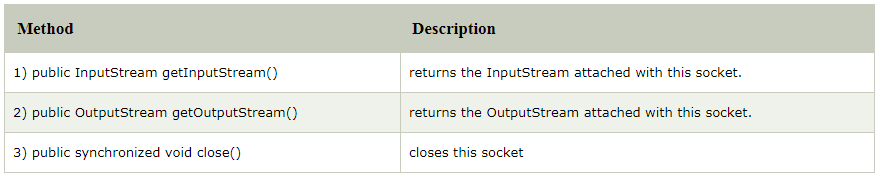 Method Description
1) public InputStream getInputStream() returns the InputStream attached with this socket.
2) public OutputStream getOutputStream() returns the OutputStream attached with this socket.
3) public synchronized void close() closes this socket